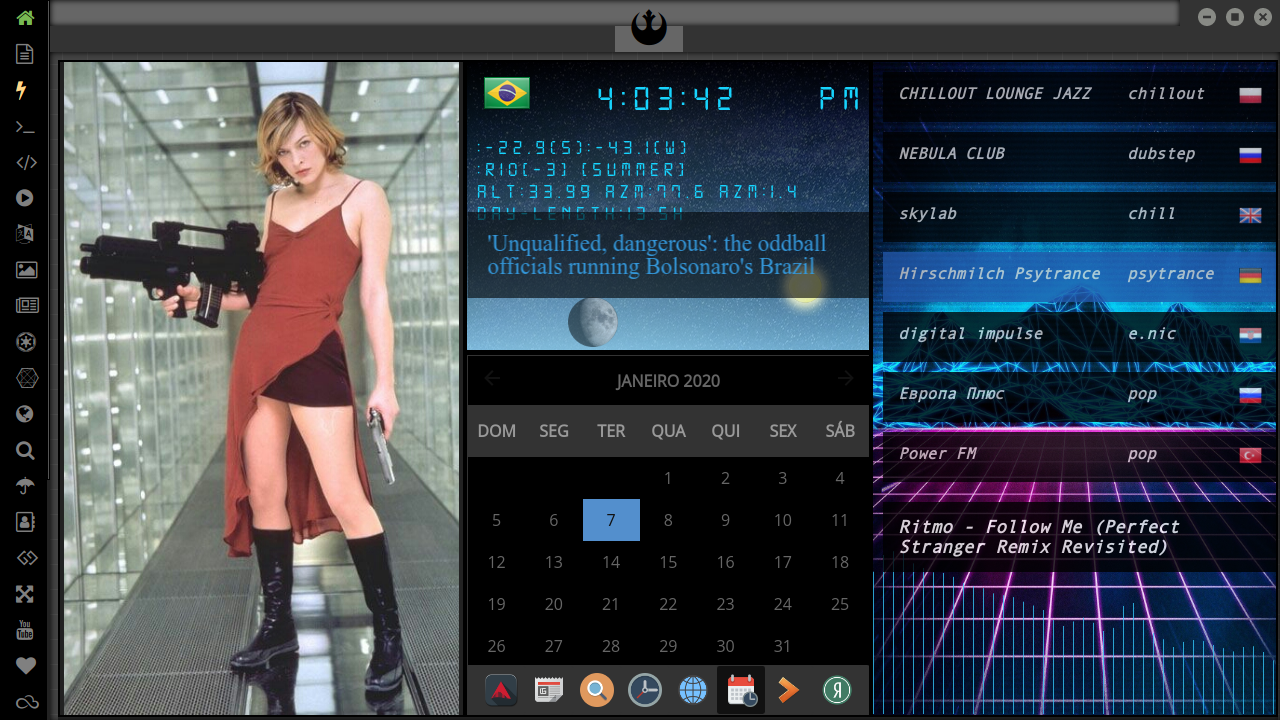 4:03:42 PM
:-22.9(S):-43.1(W)
:RIO[-3] [SUMMER]
ALT:33.99 AZM:77.6 AZM:1.4
DAY-LENGTH:13.5H
'Unqualified, dangerous': the oddball
officials running Bolsonaro's Brazil
JANEIRO 2020
DOM SEG TER QUA QUI SEX SÁB
1 2 3 4
5 6 7 8 9 10 11
12 13 14 15 16 17 18
19 20 21 22 23 24 25
26 27 28 29 30 31
CHILLOUT LOUNGE JAZZ chillout
NEBULA CLUB dubstep
skylab chill
Hirschmilch Psytrance psytrance
digital impulse e.nic
Европа Плюс pop
Power FM pop
Ritmo - Follow Me (Perfect
Stranger Remix Revisited)
You
Tube
Я